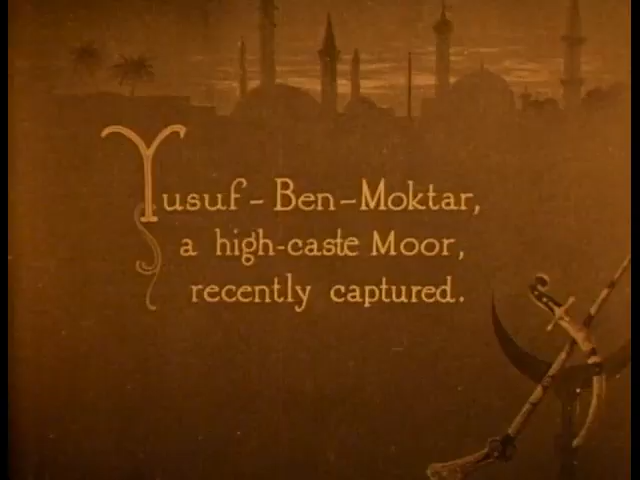 Yusuf-Ben-Moktar,
a high-caste Moor,
recently captured.